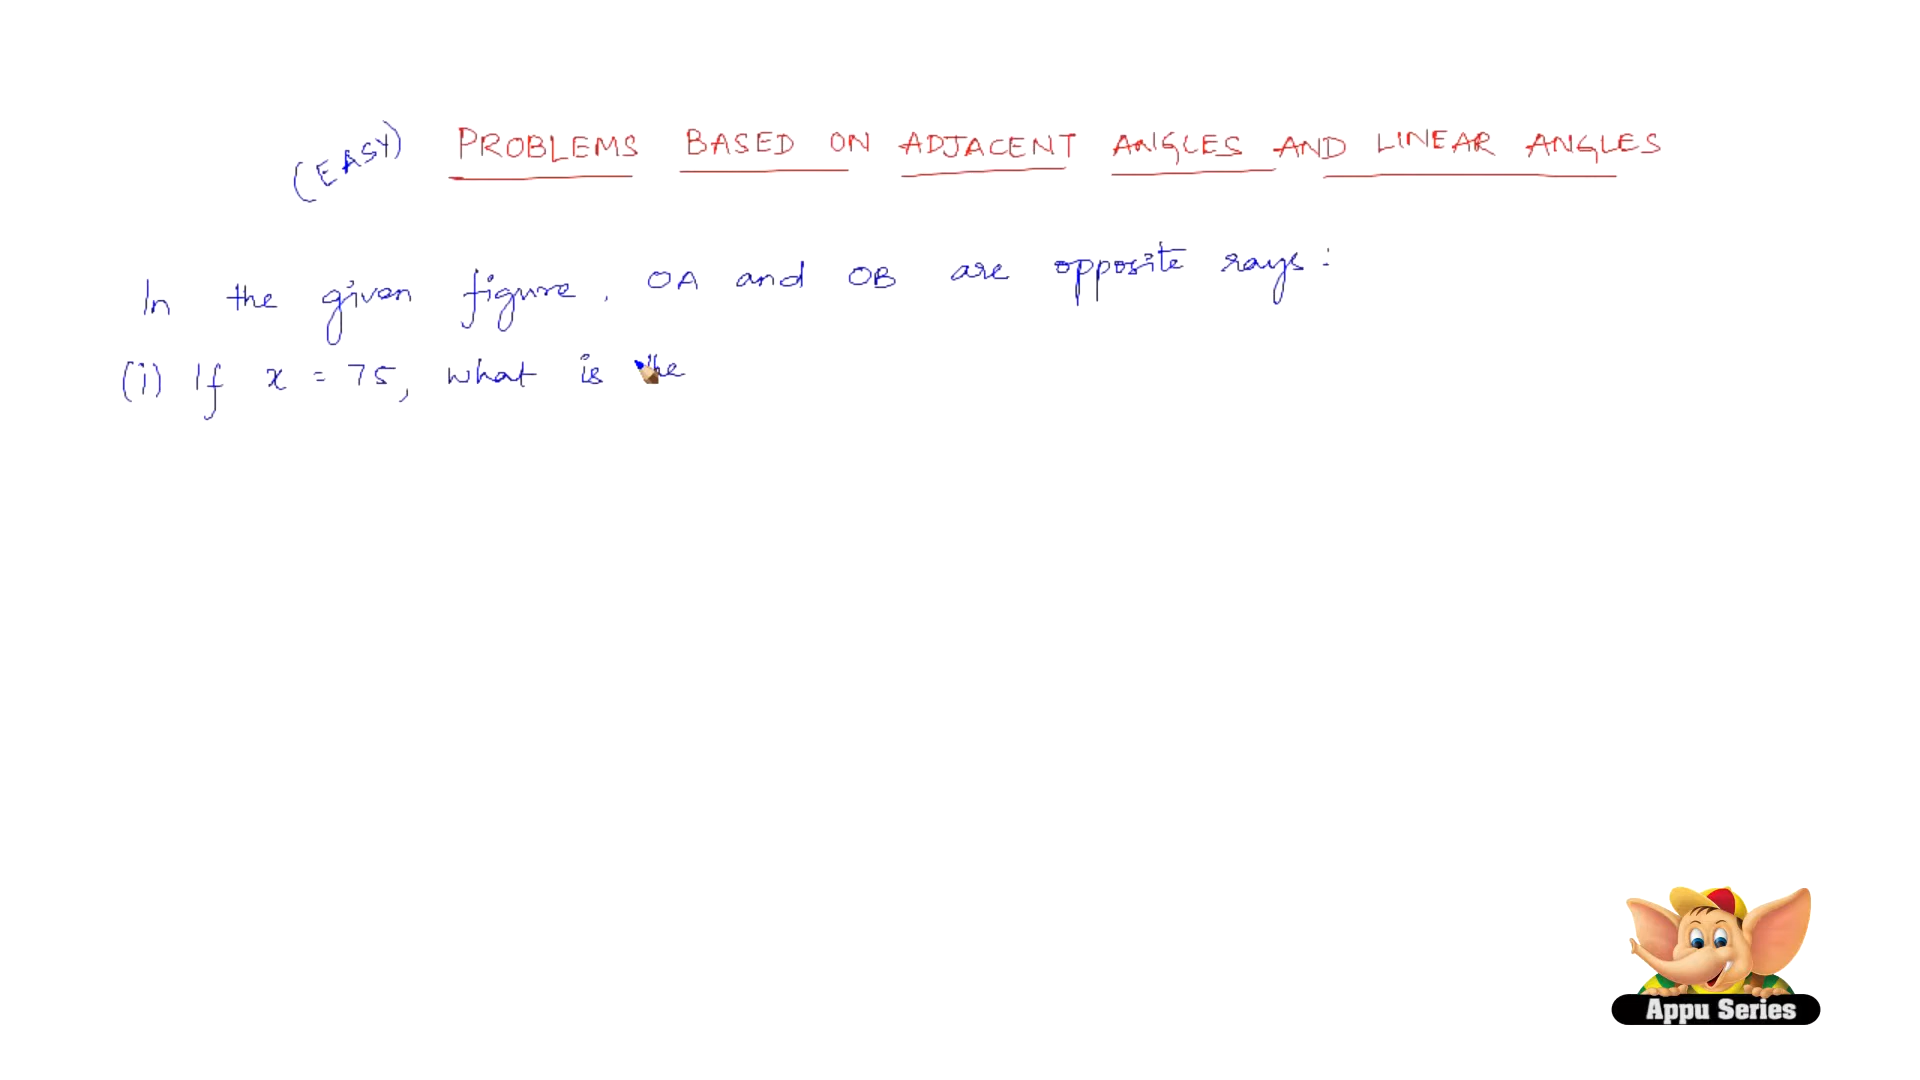 (EASY) PROBLEMS BASED ON ADJACENT ANGLES AND LINEAR ANGLES
In the given figure, OA and OB are opposite rays:
(i) If x = 75, what is the
Appu Series